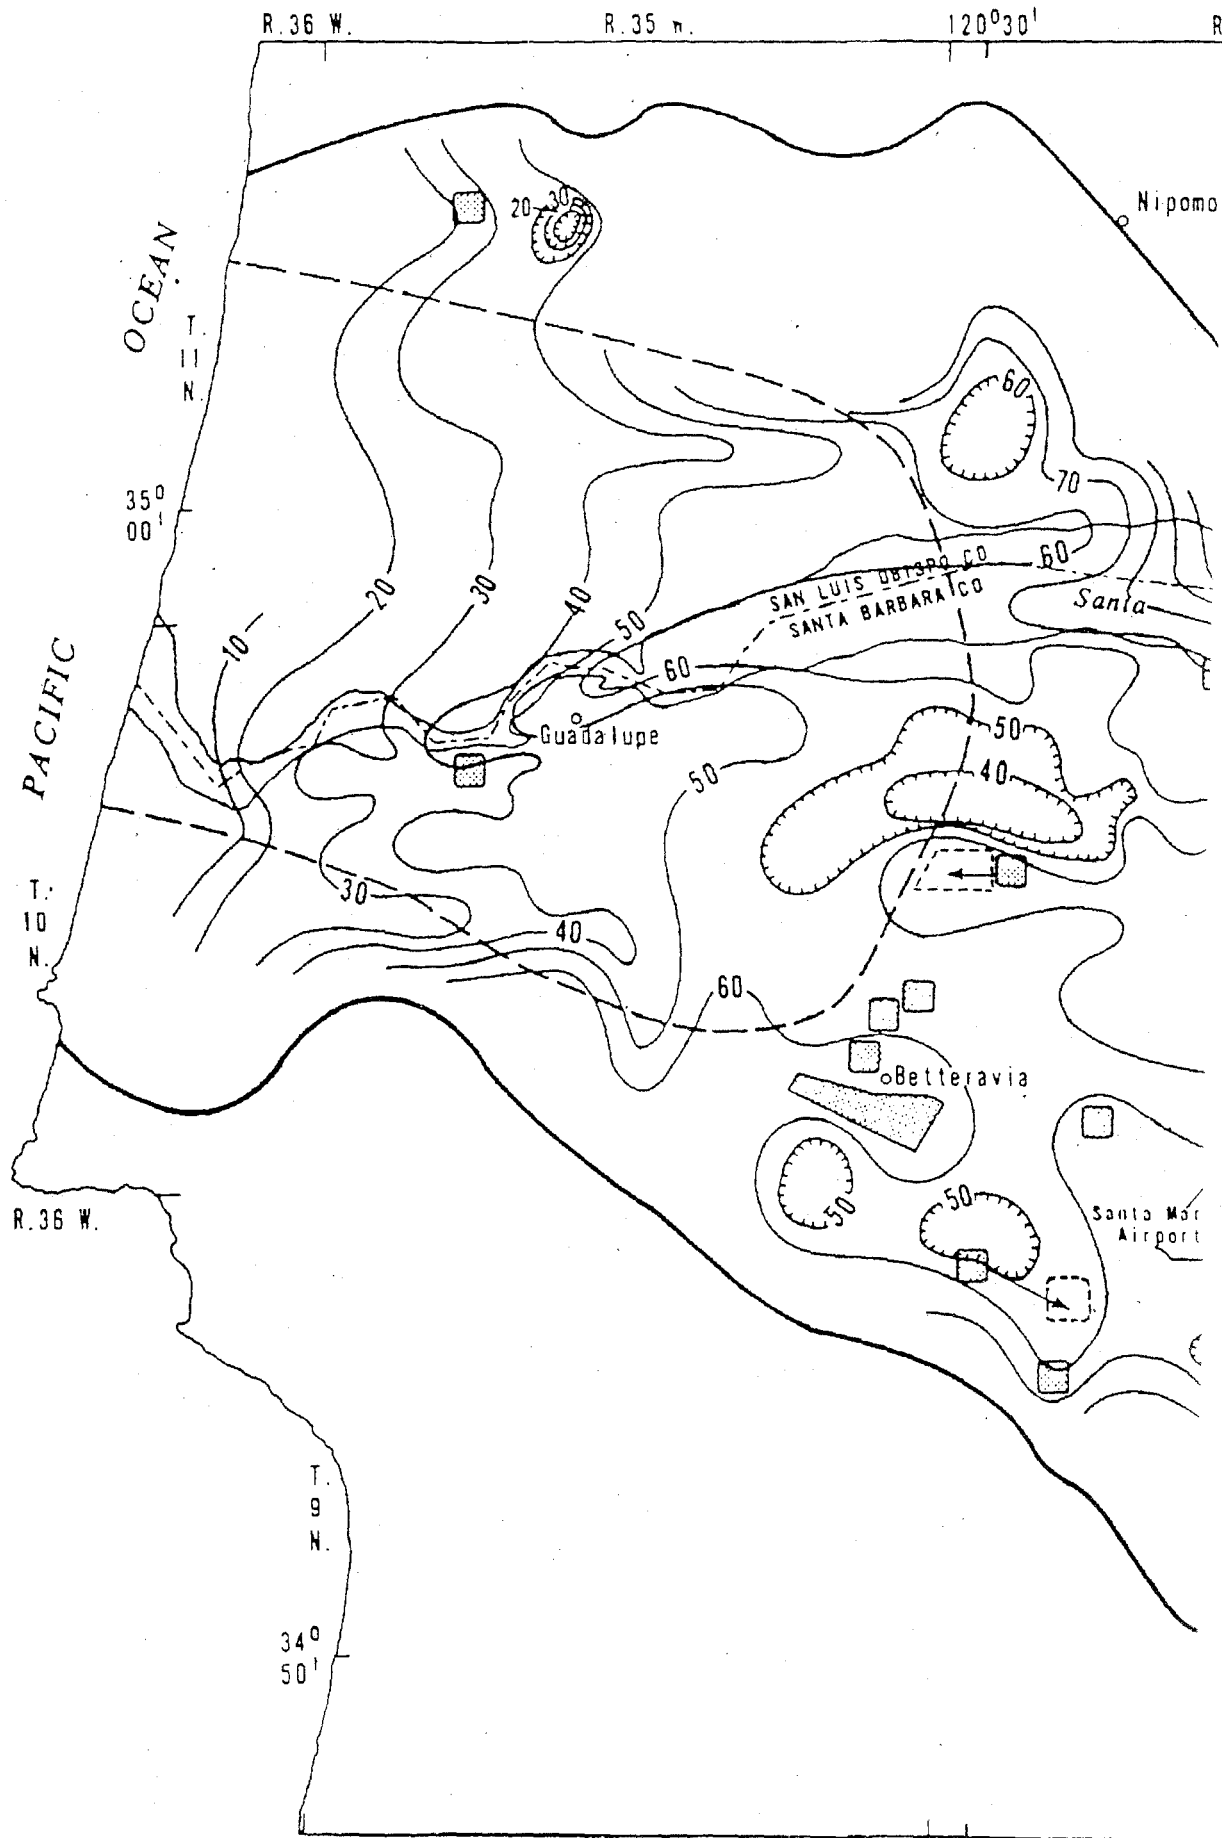 R.36 W.
R.35 W.
120°30'
R
Nipomo
20
30
OCEAN
T.
11
N.
60
70
35°
00'
20
30
40
50
60
SAN LUIS OBISPO CO
SANTA BARBARA CO
Santa
10
60
PACIFIC
Guadalupe
50
50
40
T.
10
N.
30
40
60
Betteravia
50
50
R.36 W.
Santa Mar
Airport
T.
9
N.
34°
50'